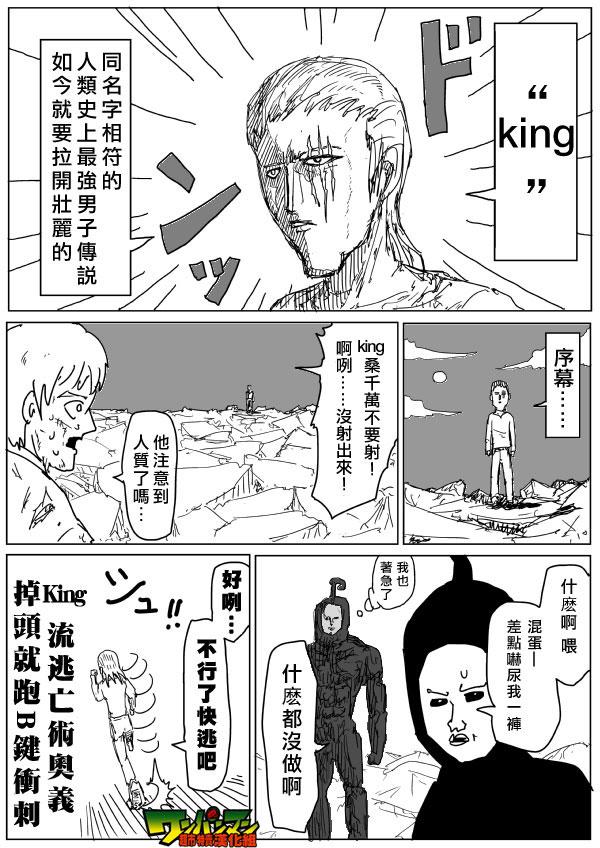 “
king
”
ドンッ
同名字相符的
人類史上最強男子傳説
如今就要拉開壯麗的
序幕……
king桑千萬不要射！
啊咧……沒射出來！
他注意到
人質了嗎…
什麽啊 喂
混蛋—
差點嚇尿我一褲
我也
著急了
什麽都沒做啊
好咧…
不行了快逃吧
ツュ!!
King流逃亡術奧義
掉頭就跑B鍵衝刺
ワンパンマン